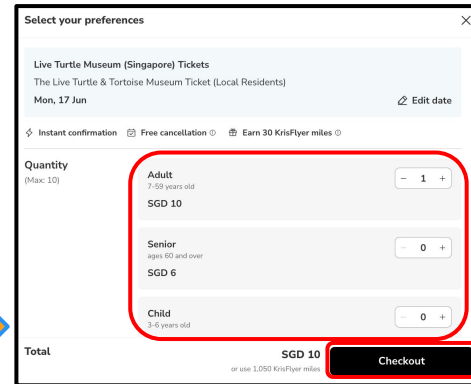 Select your preferences
Live Turtle Museum (Singapore) Tickets
The Live Turtle & Tortoise Museum Ticket (Local Residents)
Mon, 17 Jun
Edit date
Instant confirmation Free cancellation Earn 30 KrisFlyer miles
Quantity
(Max: 10)
Adult
7-59 years old
SGD 10
− 1 +
Senior
ages 60 and over
SGD 6
− 0 +
Child
3-6 years old
− 0 +
Total
SGD 10
or use 1,050 KrisFlyer miles
Checkout